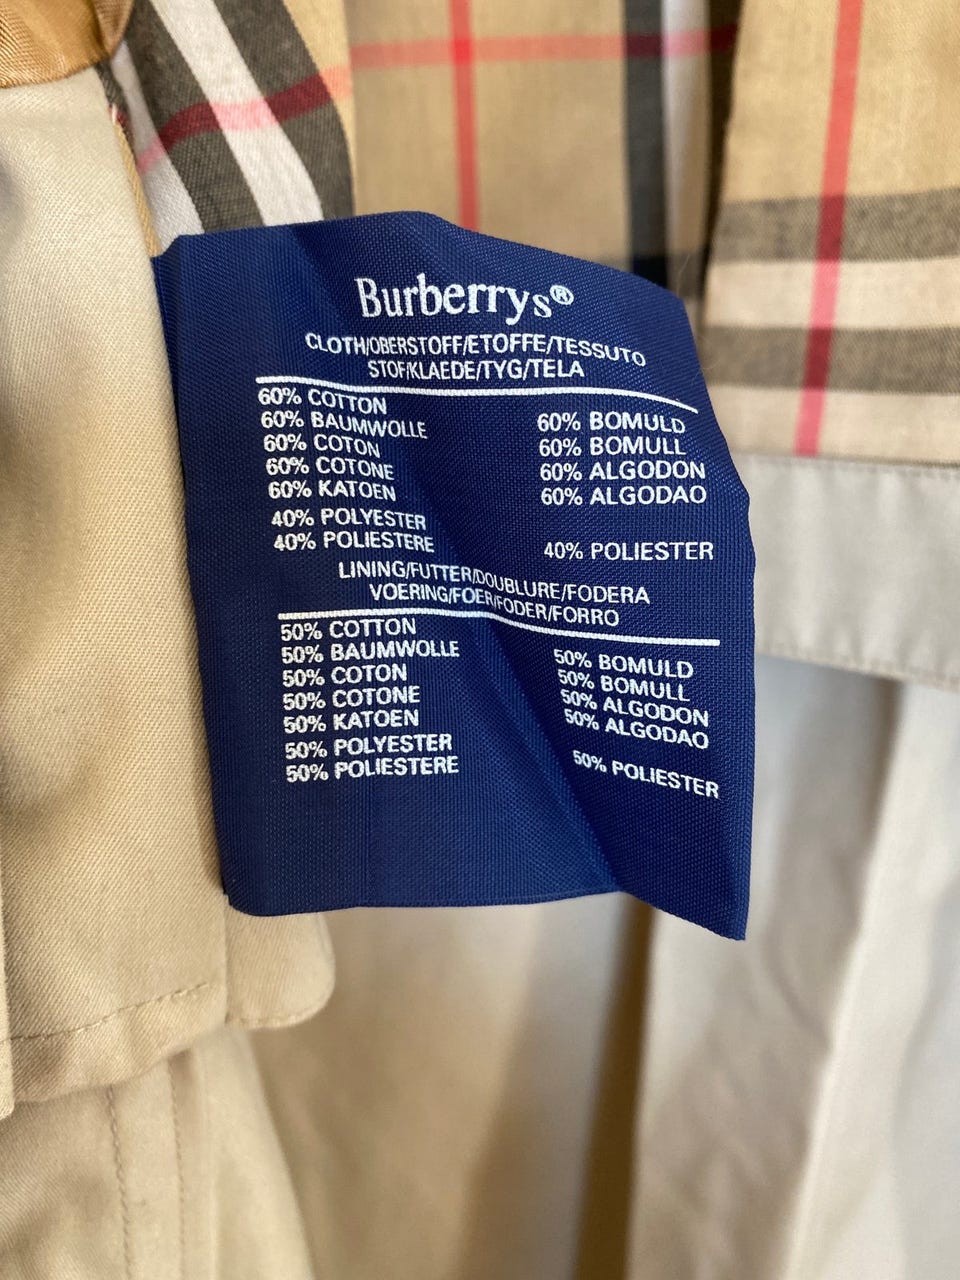 Burberrys®
CLOTH/OBERSTOFF/ETOFFE/TESSUTO
STOF/KLAEDE/TYG/TELA
60% COTTON
60% BAUMWOLLE
60% COTON
60% COTONE
60% KATOEN
40% POLYESTER
40% POLIESTERE
60% BOMULD
60% BOMULL
60% ALGODON
60% ALGODAO
40% POLIESTER
LINING/FUTTER/DOUBLURE/FODERA
VOERING/FOER/FODER/FORRO
50% COTTON
50% BAUMWOLLE
50% COTON
50% COTONE
50% KATOEN
50% POLYESTER
50% POLIESTERE
50% BOMULD
50% BOMULL
50% ALGODON
50% ALGODAO
50% POLIESTER